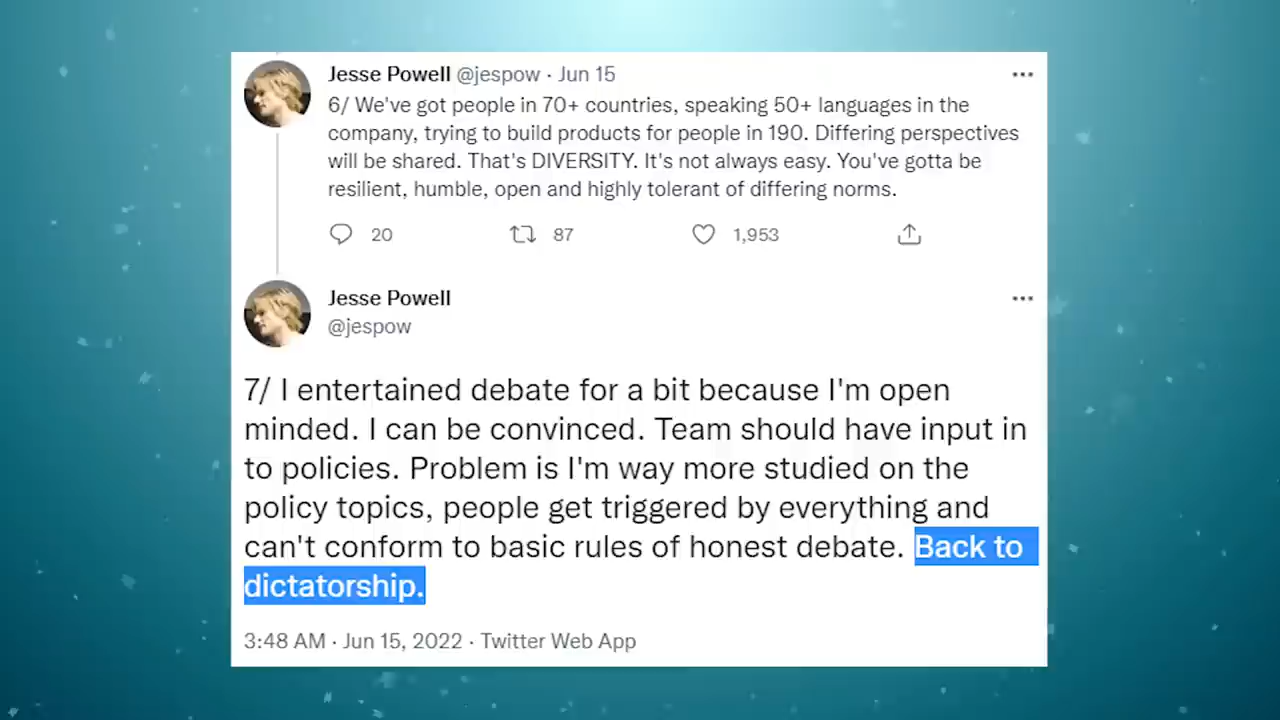 Jesse Powell @jespow · Jun 15
6/ We've got people in 70+ countries, speaking 50+ languages in the
company, trying to build products for people in 190. Differing perspectives
will be shared. That's DIVERSITY. It's not always easy. You've gotta be
resilient, humble, open and highly tolerant of differing norms.
20 87 1,953
Jesse Powell
@jespow
7/ I entertained debate for a bit because I'm open
minded. I can be convinced. Team should have input in
to policies. Problem is I'm way more studied on the
policy topics, people get triggered by everything and
can't conform to basic rules of honest debate. Back to
dictatorship.
3:48 AM · Jun 15, 2022 · Twitter Web App